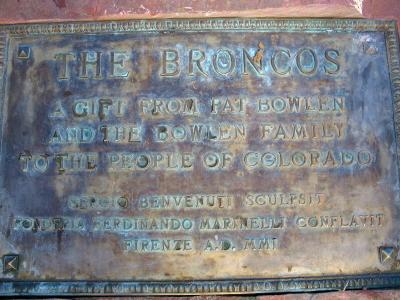 THE BRONCOS
A GIFT FROM PAT BOWLEN
AND THE BOWLEN FAMILY
TO THE PEOPLE OF COLORADO
SERGIO BENVENUTI SCULPSIT
FONDERIA FERDINANDO MARINELLI CONFLAVIT
FIRENZE A.D. MMI